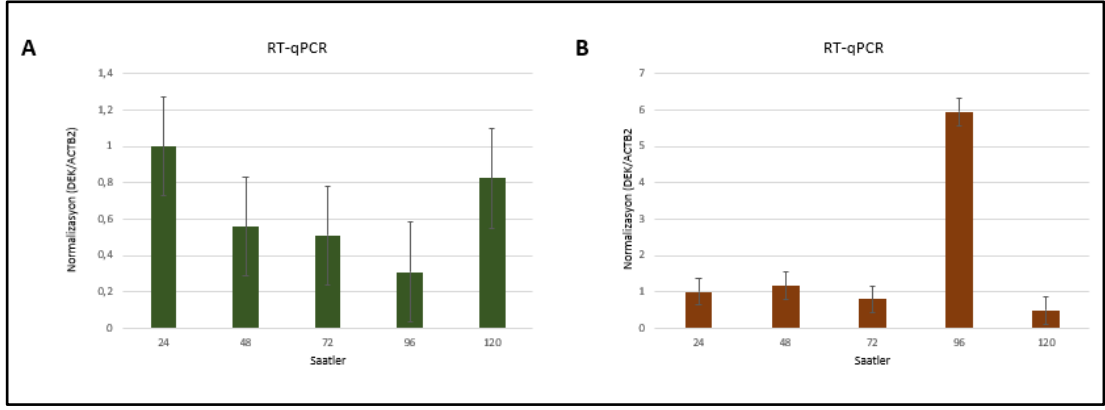 A
RT-qPCR
Normalizasyon (DEK/ACTB2)
1,4
1,2
1
0,8
0,6
0,4
0,2
0
24 48 72 96 120
Saatler
B
RT-qPCR
Normalizasyon (DEK/ACTB2
7
6
5
4
3
2
1
0
24 48 72 96 120
Saatler